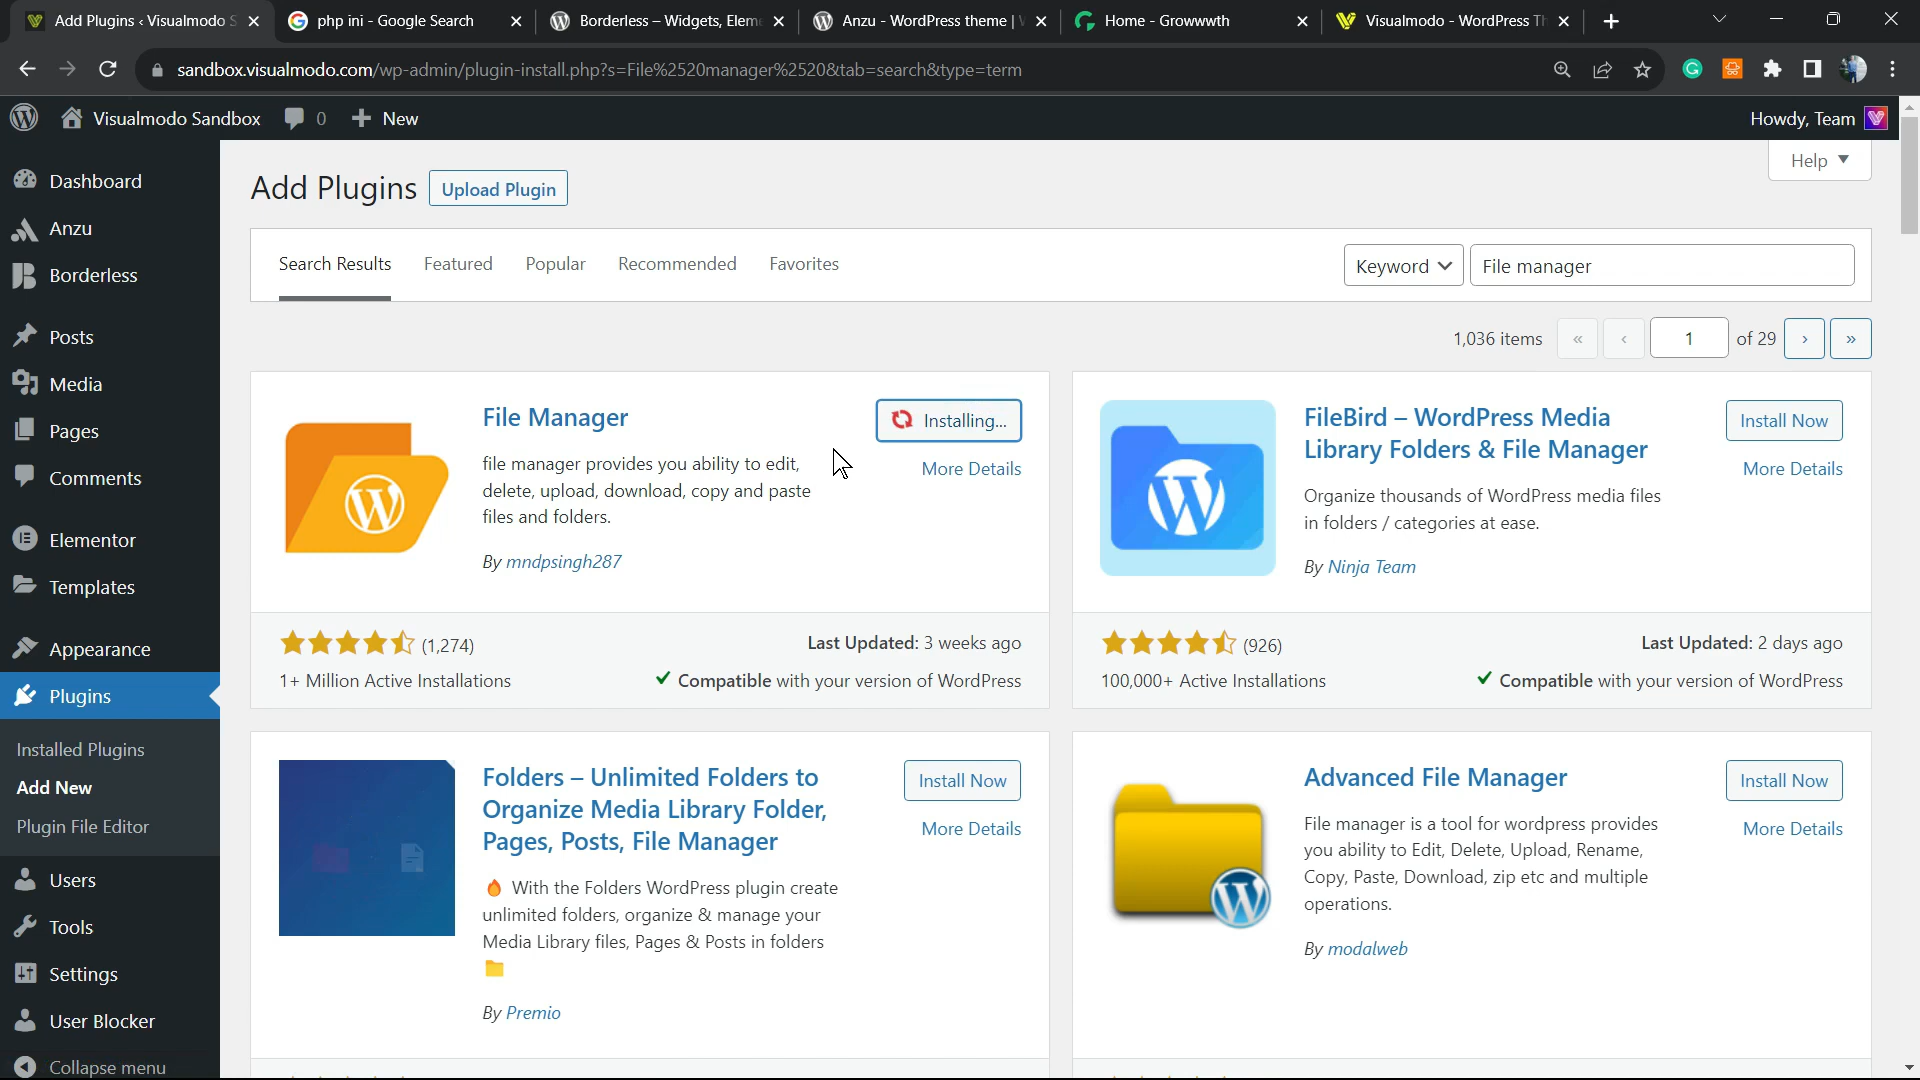 Add Plugins ‹ Visualmodo S
php ini - Google Search
Borderless – Widgets, Eleme
Anzu - WordPress theme |
Home - Growwwth
Visualmodo - WordPress Th
sandbox.visualmodo.com/wp-admin/plugin-install.php?s=File%2520manager%2520&tab=search&type=term
Visualmodo Sandbox
0
New
Howdy, Team
Help
Dashboard
Anzu
Borderless
Posts
Media
Pages
Comments
Elementor
Templates
Appearance
Plugins
Installed Plugins
Add New
Plugin File Editor
Users
Tools
Settings
User Blocker
Collapse menu
Add Plugins
Upload Plugin
Search Results
Featured
Popular
Recommended
Favorites
Keyword
File manager
1,036 items
«
‹
1
of 29
›
»
File Manager
Installing...
More Details
file manager provides you ability to edit,
delete, upload, download, copy and paste
files and folders.
By mndpsingh287
(1,274)
Last Updated: 3 weeks ago
1+ Million Active Installations
Compatible with your version of WordPress
FileBird – WordPress Media
Library Folders & File Manager
Install Now
More Details
Organize thousands of WordPress media files
in folders / categories at ease.
By Ninja Team
(926)
Last Updated: 2 days ago
100,000+ Active Installations
Compatible with your version of WordPress
Folders – Unlimited Folders to
Organize Media Library Folder,
Pages, Posts, File Manager
Install Now
More Details
🔥 With the Folders WordPress plugin create
unlimited folders, organize & manage your
Media Library files, Pages & Posts in folders
📁
By Premio
Advanced File Manager
Install Now
More Details
File manager is a tool for wordpress provides
you ability to Edit, Delete, Upload, Rename,
Copy, Paste, Download, zip etc and multiple
operations.
By modalweb